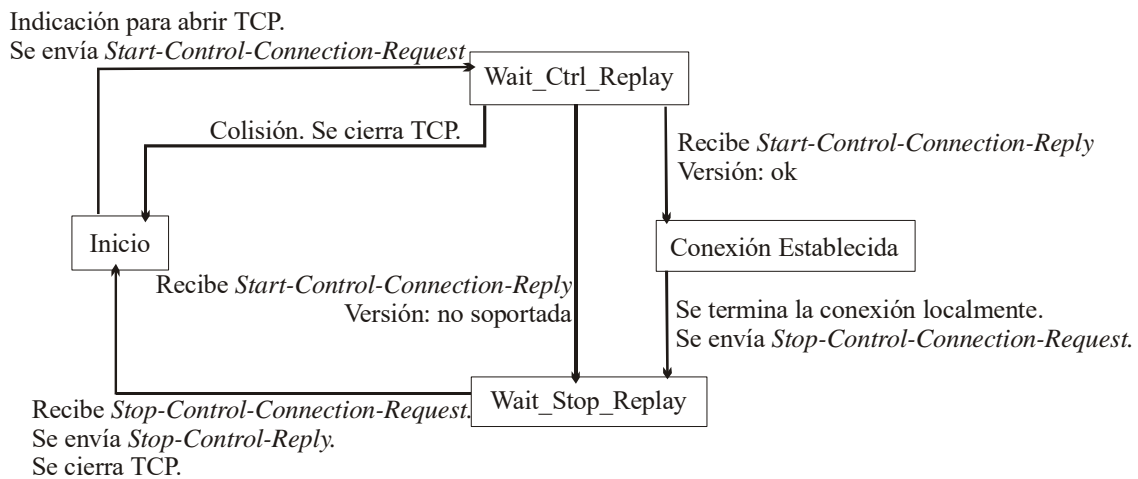 Indicación para abrir TCP.
Se envía Start-Control-Connection-Request
Wait_Ctrl_Replay
Colisión. Se cierra TCP.
Recibe Start-Control-Connection-Reply
Versión: ok
Inicio
Conexión Establecida
Recibe Start-Control-Connection-Reply
Versión: no soportada
Se termina la conexión localmente.
Se envía Stop-Control-Connection-Request.
Wait_Stop_Replay
Recibe Stop-Control-Connection-Request.
Se envía Stop-Control-Reply.
Se cierra TCP.